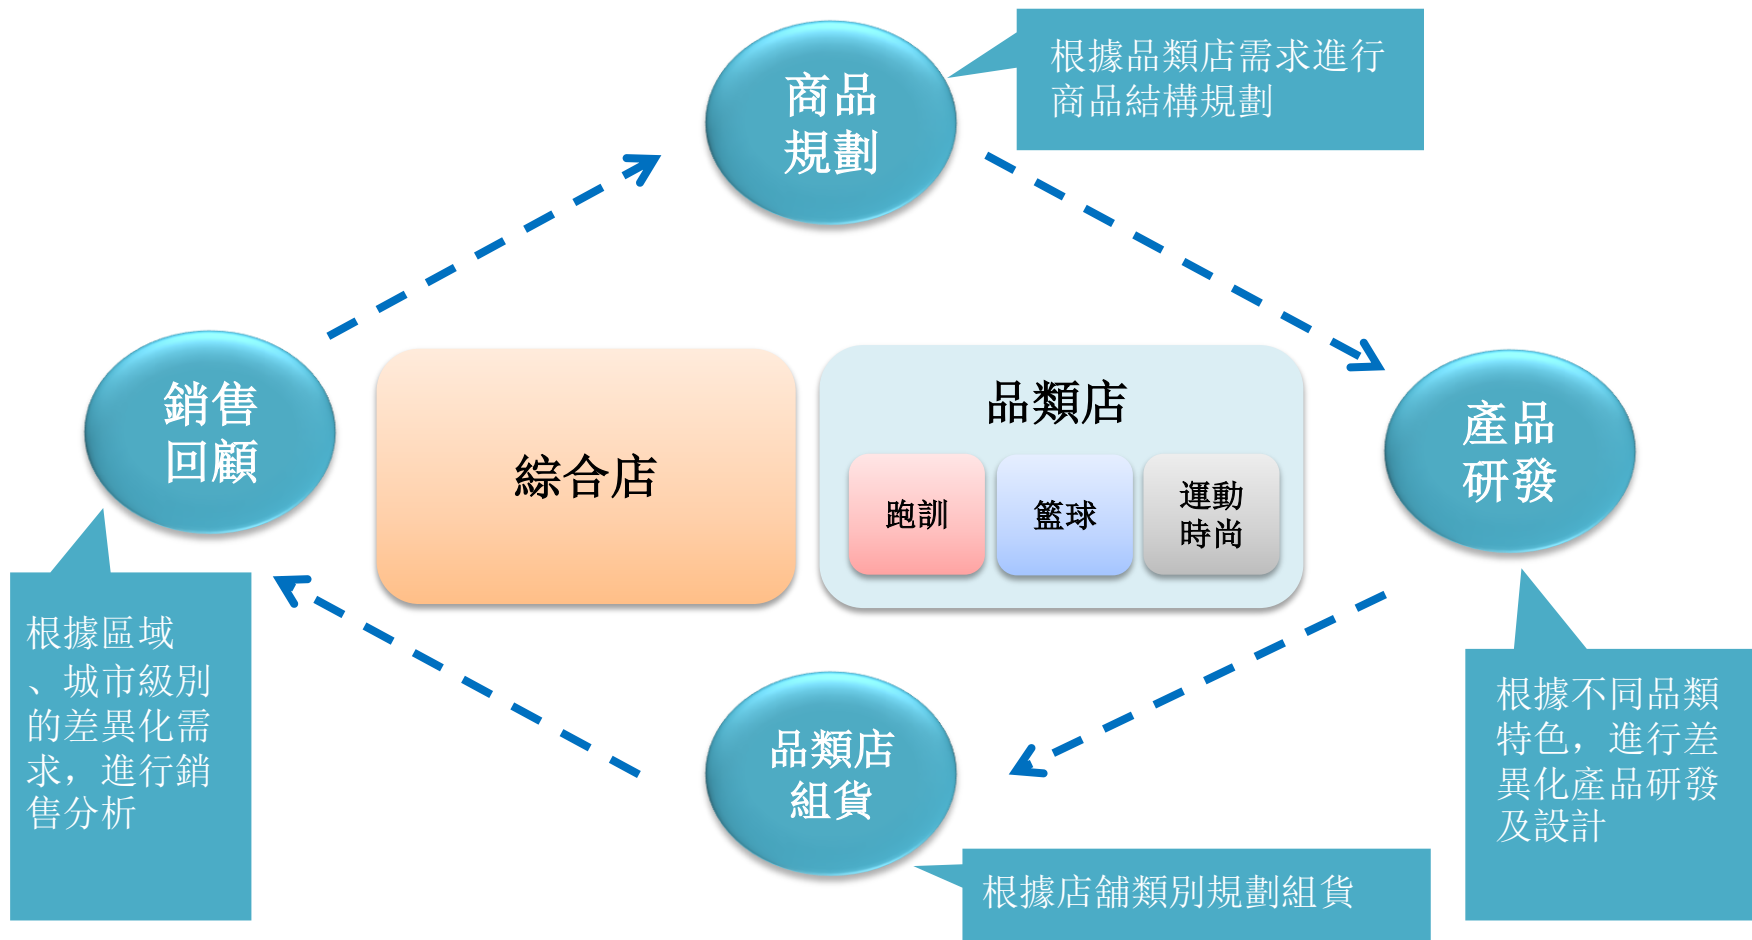 商品
規劃
根據品類店需求進行
商品結構規劃
銷售
回顧
綜合店
品類店
跑訓
籃球
運動
時尚
產品
研發
根據區域
、城市級別
的差異化需
求，進行銷
售分析
品類店
組貨
根據不同品類
特色，進行差
異化產品研發
及設計
根據店舖類別規劃組貨